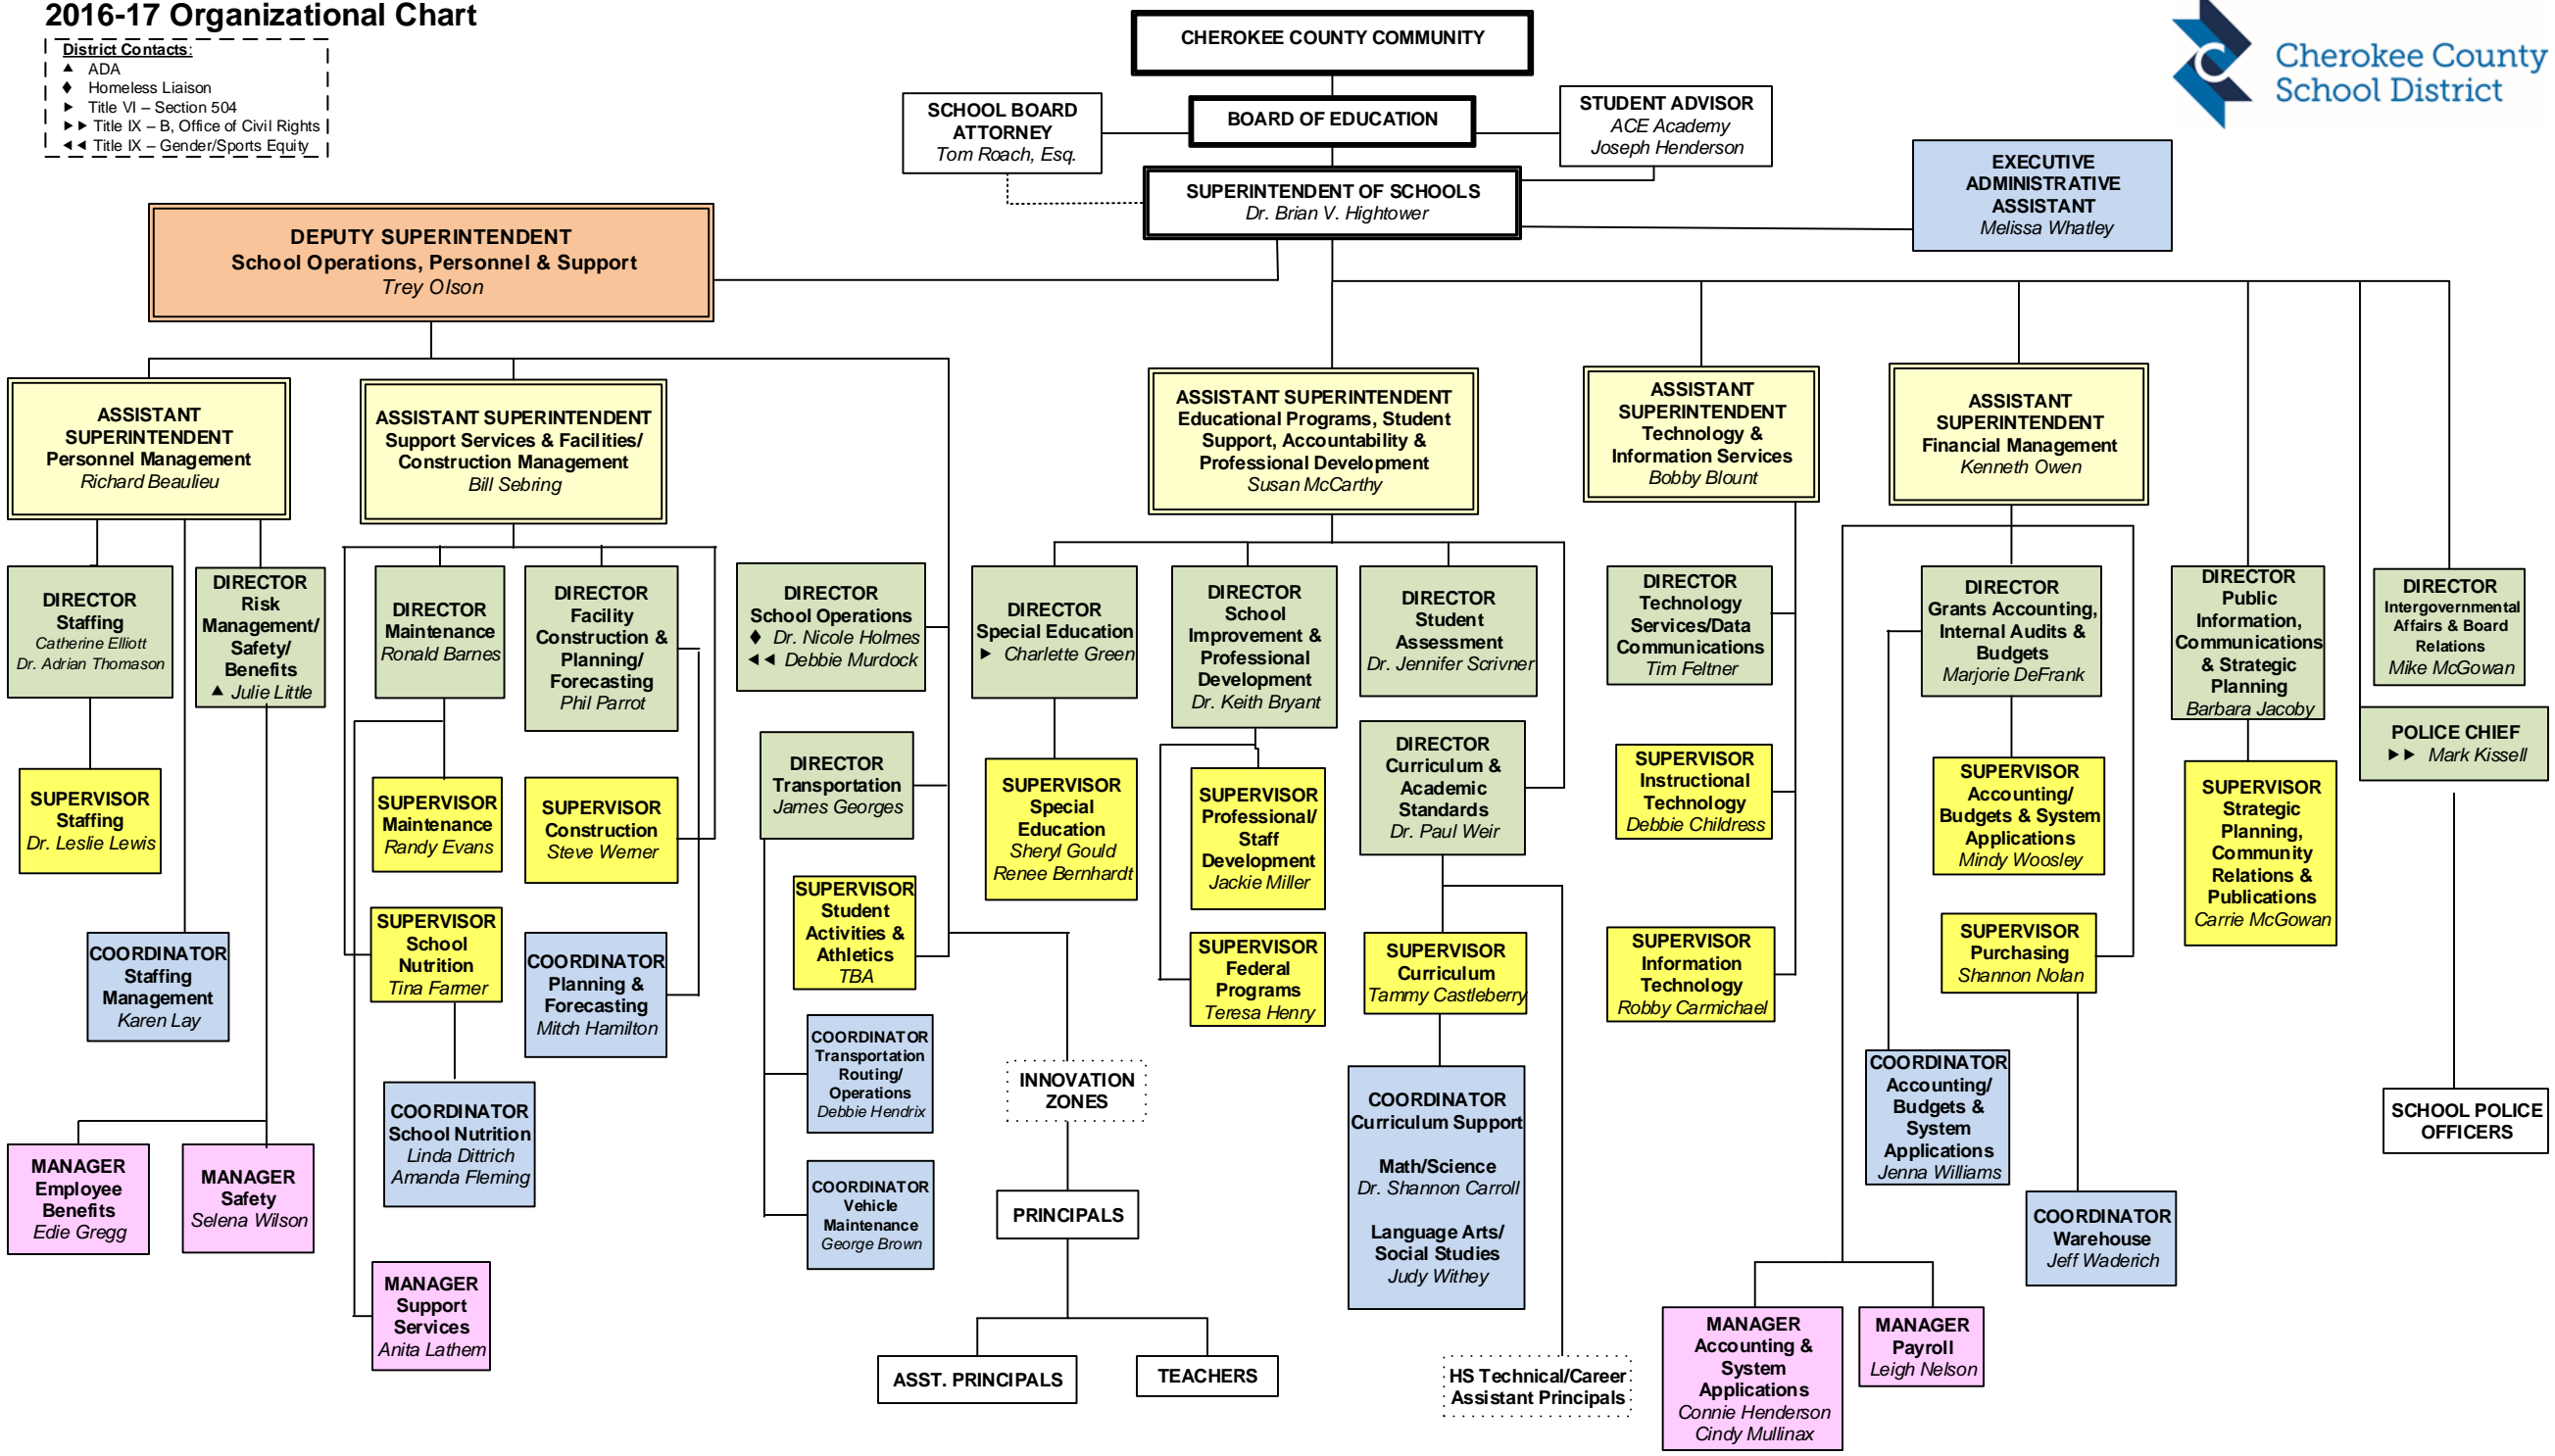 2016-17 Organizational Chart
District Contacts:
▲ ADA
♦ Homeless Liaison
► Title VI – Section 504
►► Title IX – B, Office of Civil Rights
◄◄ Title IX – Gender/Sports Equity
CHEROKEE COUNTY COMMUNITY
Cherokee County
School District
SCHOOL BOARD
ATTORNEY
Tom Roach, Esq.
BOARD OF EDUCATION
STUDENT ADVISOR
ACE Academy
Joseph Henderson
SUPERINTENDENT OF SCHOOLS
Dr. Brian V. Hightower
EXECUTIVE
ADMINISTRATIVE
ASSISTANT
Melissa Whatley
DEPUTY SUPERINTENDENT
School Operations, Personnel & Support
Trey Olson
ASSISTANT
SUPERINTENDENT
Personnel Management
Richard Beaulieu
ASSISTANT SUPERINTENDENT
Support Services & Facilities/
Construction Management
Bill Sebring
ASSISTANT SUPERINTENDENT
Educational Programs, Student
Support, Accountability &
Professional Development
Susan McCarthy
ASSISTANT
SUPERINTENDENT
Technology &
Information Services
Bobby Blount
ASSISTANT
SUPERINTENDENT
Financial Management
Kenneth Owen
DIRECTOR
Staffing
Catherine Elliott
Dr. Adrian Thomason
DIRECTOR
Risk
Management/
Safety/
Benefits
▲ Julie Little
DIRECTOR
Maintenance
Ronald Barnes
DIRECTOR
Facility
Construction &
Planning/
Forecasting
Phil Parrot
DIRECTOR
School Operations
♦ Dr. Nicole Holmes
◄◄ Debbie Murdock
DIRECTOR
Special Education
► Charlette Green
DIRECTOR
School
Improvement &
Professional
Development
Dr. Keith Bryant
DIRECTOR
Student
Assessment
Dr. Jennifer Scrivner
DIRECTOR
Technology
Services/Data
Communications
Tim Feltner
DIRECTOR
Grants Accounting,
Internal Audits &
Budgets
Marjorie DeFrank
DIRECTOR
Public
Information,
Communications
& Strategic
Planning
Barbara Jacoby
DIRECTOR
Intergovernmental
Affairs & Board
Relations
Mike McGowan
POLICE CHIEF
►► Mark Kissell
DIRECTOR
Transportation
James Georges
DIRECTOR
Curriculum &
Academic
Standards
Dr. Paul Weir
SUPERVISOR
Staffing
Dr. Leslie Lewis
SUPERVISOR
Maintenance
Randy Evans
SUPERVISOR
Construction
Steve Werner
SUPERVISOR
Special
Education
Sheryl Gould
Renee Bernhardt
SUPERVISOR
Professional/
Staff
Development
Jackie Miller
SUPERVISOR
Instructional
Technology
Debbie Childress
SUPERVISOR
Accounting/
Budgets & System
Applications
Mindy Woosley
SUPERVISOR
Strategic
Planning,
Community
Relations &
Publications
Carrie McGowan
SUPERVISOR
Student
Activities &
Athletics
TBA
SUPERVISOR
School
Nutrition
Tina Farmer
COORDINATOR
Staffing
Management
Karen Lay
COORDINATOR
Planning &
Forecasting
Mitch Hamilton
SUPERVISOR
Federal
Programs
Teresa Henry
SUPERVISOR
Curriculum
Tammy Castleberry
SUPERVISOR
Information
Technology
Robby Carmichael
SUPERVISOR
Purchasing
Shannon Nolan
COORDINATOR
Transportation
Routing/
Operations
Debbie Hendrix
INNOVATION
ZONES
COORDINATOR
Curriculum Support
Math/Science
Dr. Shannon Carroll
Language Arts/
Social Studies
Judy Withey
COORDINATOR
Accounting/
Budgets &
System
Applications
Jenna Williams
SCHOOL POLICE
OFFICERS
COORDINATOR
School Nutrition
Linda Dittrich
Amanda Fleming
MANAGER
Employee
Benefits
Edie Gregg
MANAGER
Safety
Selena Wilson
COORDINATOR
Vehicle
Maintenance
George Brown
PRINCIPALS
COORDINATOR
Warehouse
Jeff Waderich
MANAGER
Support
Services
Anita Lathem
ASST. PRINCIPALS
TEACHERS
HS Technical/Career
Assistant Principals
MANAGER
Accounting &
System
Applications
Connie Henderson
Cindy Mullinax
MANAGER
Payroll
Leigh Nelson